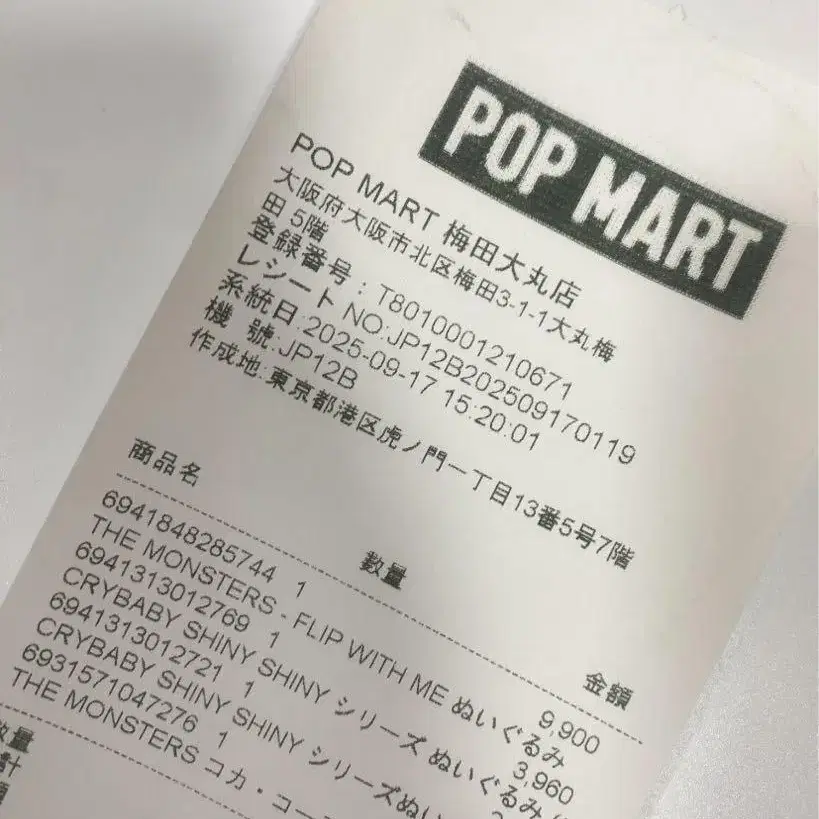 POP MART
POP MART 梅田大丸店
大阪府大阪市北区梅田3-1-1大丸梅
田 5階
登録番号：T8010001210671
レシート NO:JP12B202509170119
系統日:2025-09-17 15:20:01
機 號:JP12B
作成地:東京都港区虎ノ門一丁目13番5号7階
商品名 数量 金額
6941848285744 1 9,900
THE MONSTERS - FLIP WITH ME ぬいぐるみ
6941313012769 1 3,960
CRYBABY SHINY SHINY シリーズ ぬいぐるみ
6941313012721 1
CRYBABY SHINY SHINY シリーズぬい
6931571047276 1
THE MONSTERS コカ・コー
数量
計